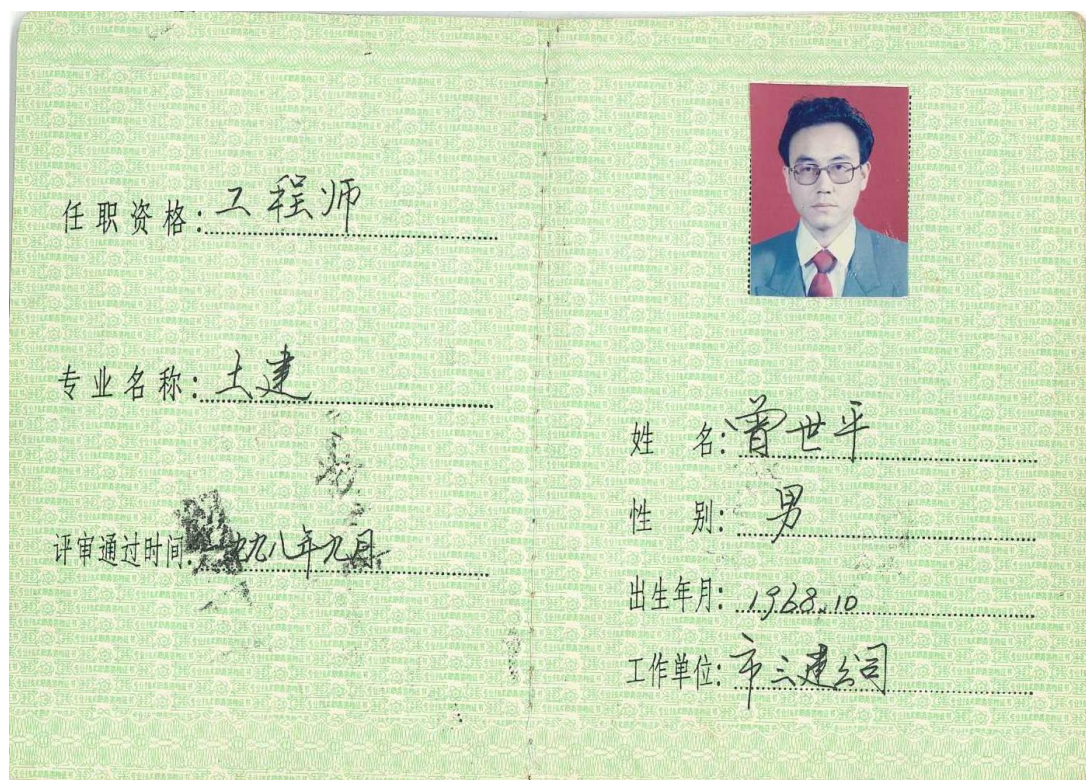 任职资格:工程师
专业名称:土建
评审通过时间:一九九八年九月
姓 名:曾世平
性 别:男
出生年月:1968.10
工作单位:市三建公司